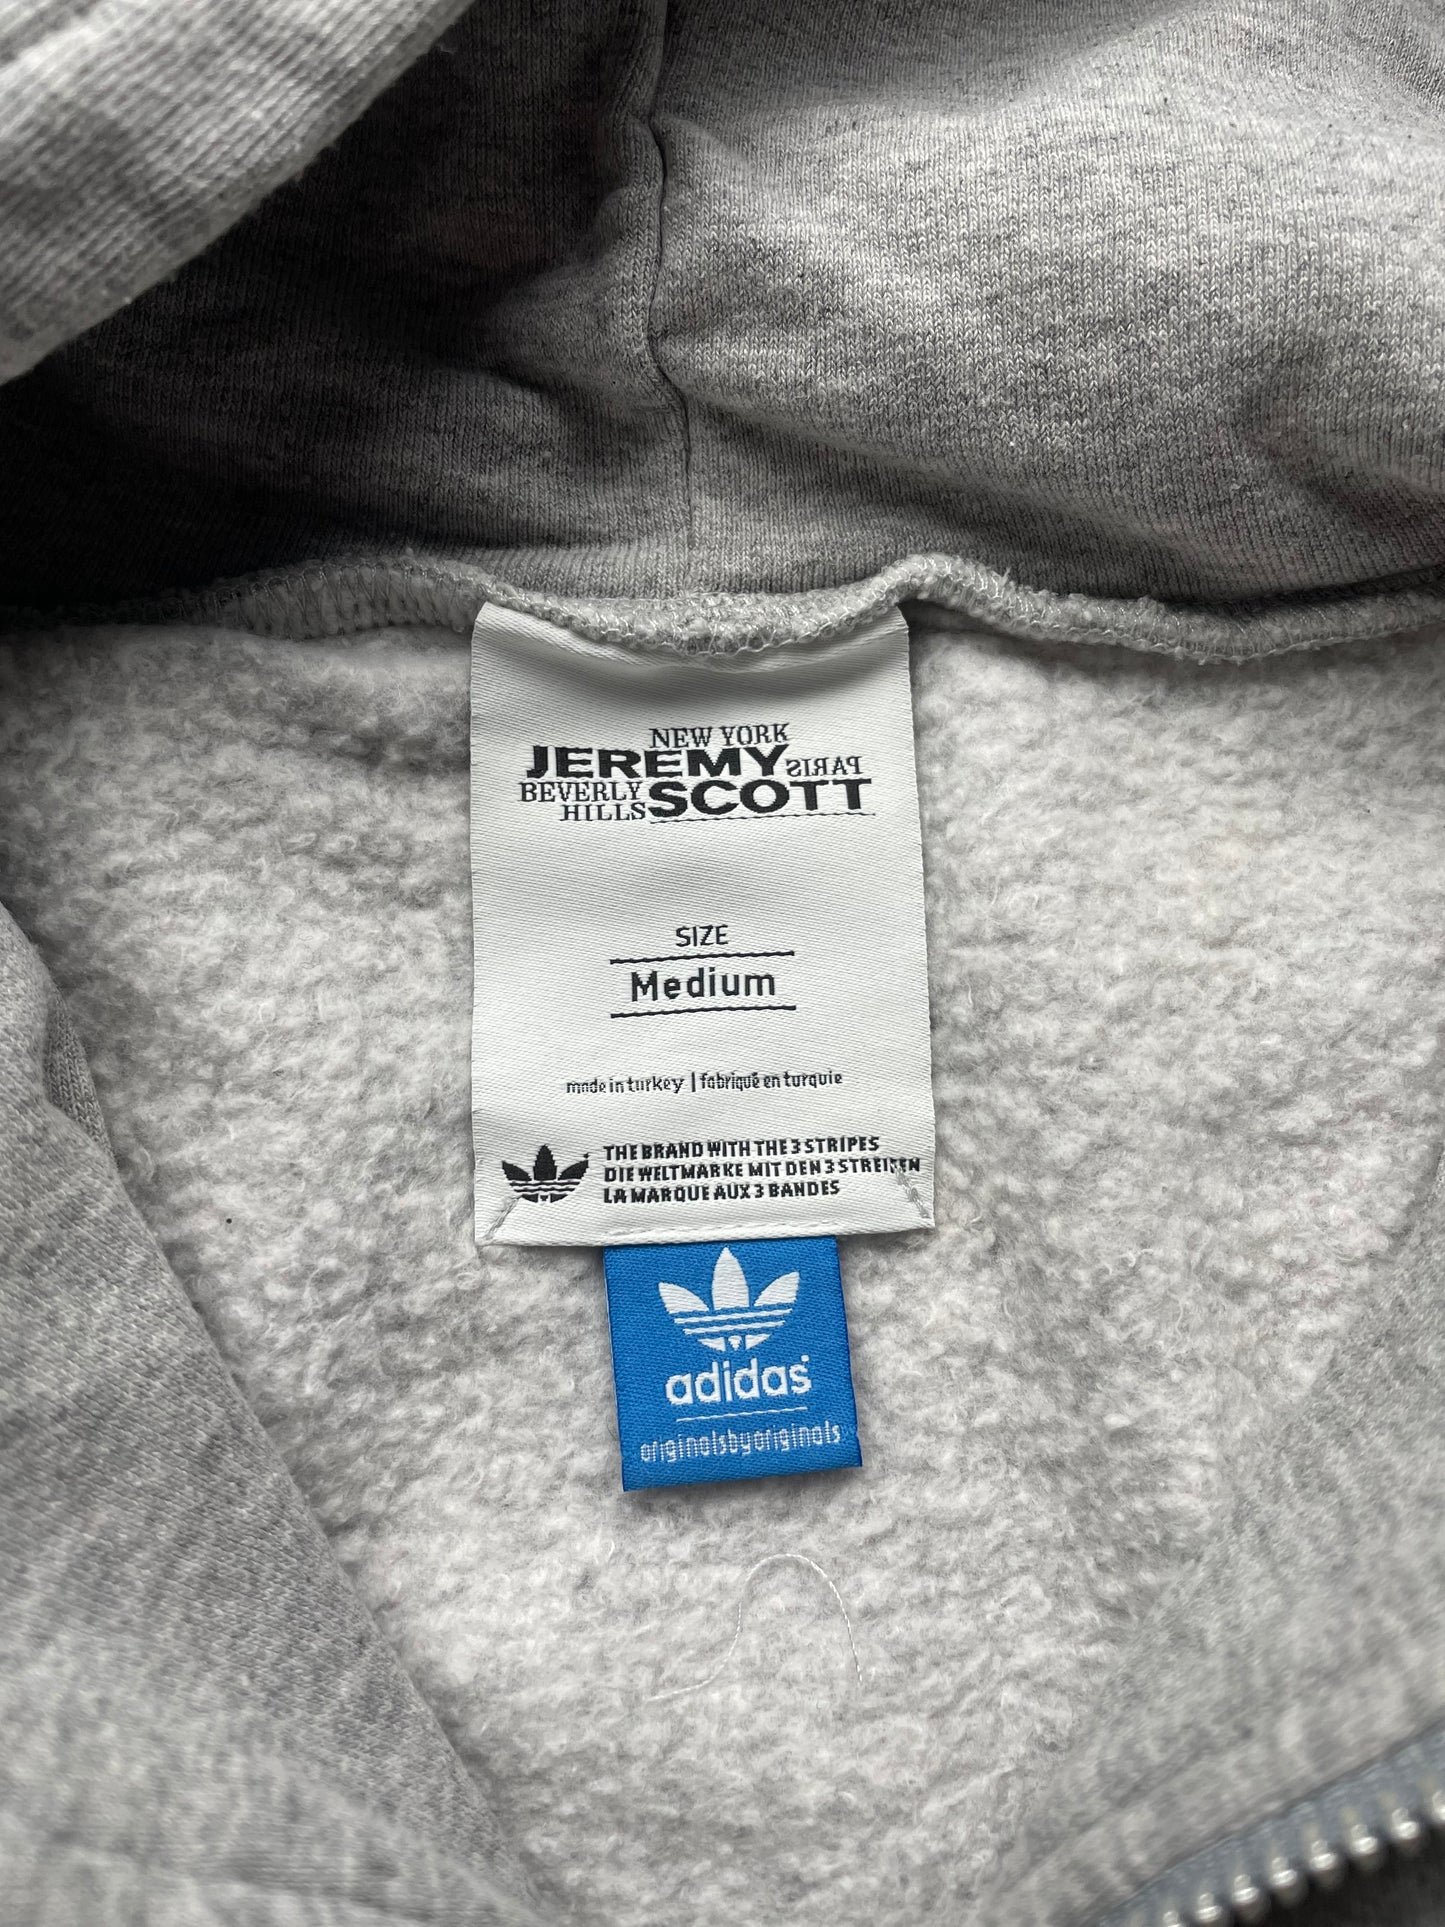 NEW YORK
JEREMY PARIS
BEVERLY SCOTT
HILLS
SIZE
Medium
made in turkey | fabriqué en turquie
THE BRAND WITH THE 3 STRIPES
DIE WELTMARKE MIT DEN 3 STREIFEN
LA MARQUE AUX 3 BANDES
adidas
originalsbyoriginals